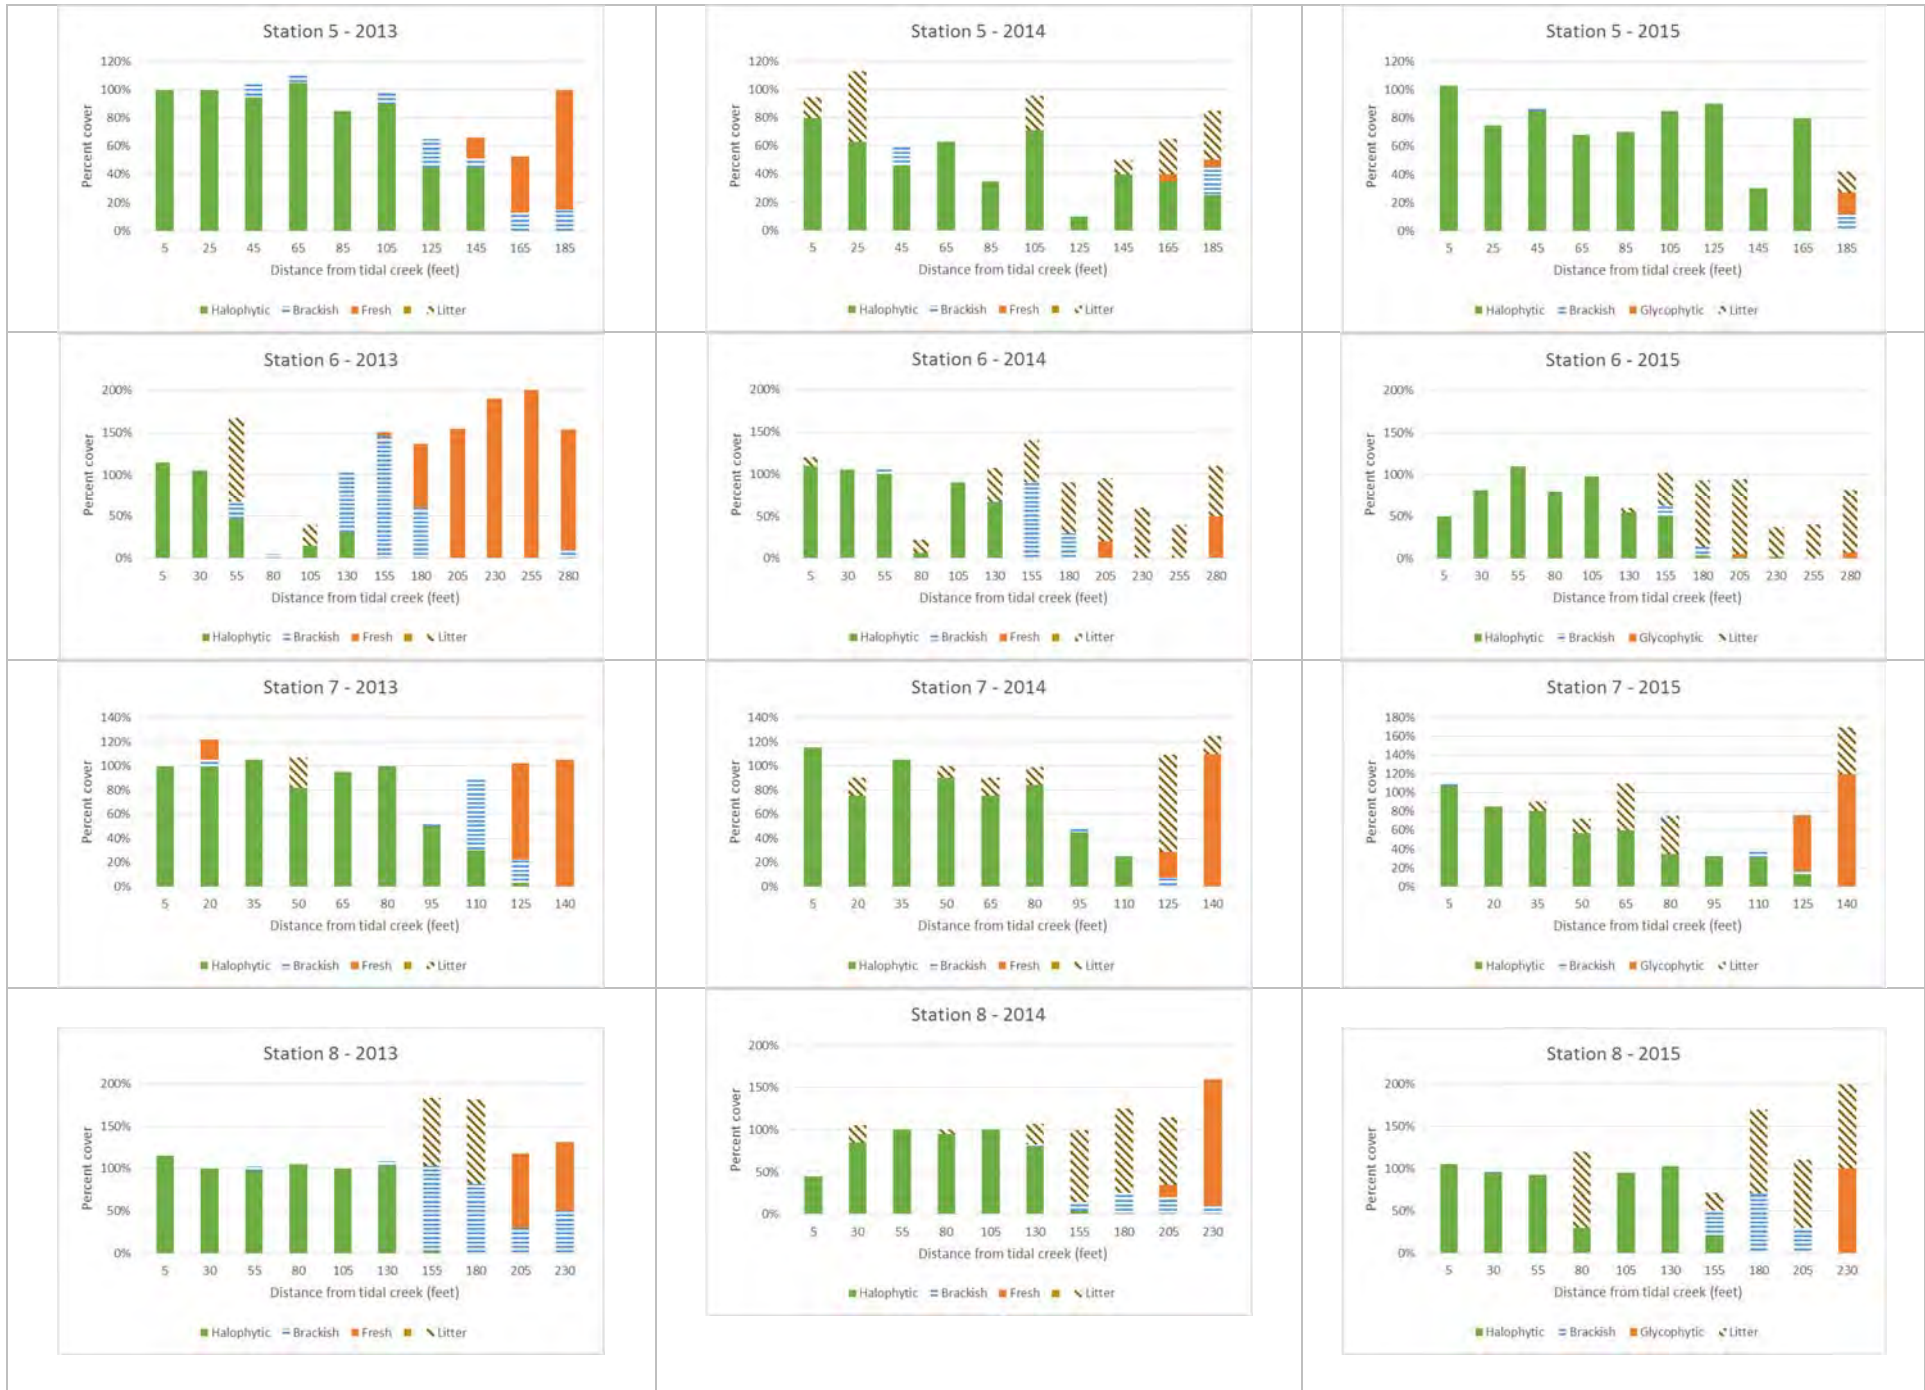 Station 5 - 2013
120%
100%
80%
60%
40%
20%
0%
Percent cover
5 25 45 65 85 105 125 145 165 185
Distance from tidal creek (feet)
Halophytic Brackish Fresh Litter
Station 5 - 2014
120%
100%
80%
60%
40%
20%
0%
Percent cover
5 25 45 65 85 105 125 145 165 185
Distance from tidal creek (feet)
Halophytic Brackish Fresh Litter
Station 5 - 2015
120%
100%
80%
60%
40%
20%
0%
Percent cover
5 25 45 65 85 105 125 145 165 185
Distance from tidal creek (feet)
Halophytic Brackish Glycophytic Litter
Station 6 - 2013
200%
150%
100%
50%
0%
Percent cover
5 30 55 80 105 130 155 180 205 230 255 280
Distance from tidal creek (feet)
Halophytic Brackish Fresh Litter
Station 6 - 2014
200%
150%
100%
50%
0%
Percent cover
5 30 55 80 105 130 155 180 205 230 255 280
Distance from tidal creek (feet)
Halophytic Brackish Fresh Litter
Station 6 - 2015
200%
150%
100%
50%
0%
Percent cover
5 30 55 80 105 130 155 180 205 230 255 280
Distance from tidal creek (feet)
Halophytic Brackish Glycophytic Litter
Station 7 - 2013
140%
120%
100%
80%
60%
40%
20%
0%
Percent cover
5 20 35 50 65 80 95 110 125 140
Distance from tidal creek (feet)
Halophytic Brackish Fresh Litter
Station 7 - 2014
140%
120%
100%
80%
60%
40%
20%
0%
Percent cover
5 20 35 50 65 80 95 110 125 140
Distance from tidal creek (feet)
Halophytic Brackish Fresh Litter
Station 7 - 2015
180%
160%
140%
120%
100%
80%
60%
40%
20%
0%
Percent cover
5 20 35 50 65 80 95 110 125 140
Distance from tidal creek (feet)
Halophytic Brackish Glycophytic Litter
Station 8 - 2013
200%
150%
100%
50%
0%
Percent cover
5 30 55 80 105 130 155 180 205 230
Distance from tidal creek (feet)
Halophytic Brackish Fresh Litter
Station 8 - 2014
200%
150%
100%
50%
0%
Percent cover
5 30 55 80 105 130 155 180 205 230
Distance from tidal creek (feet)
Halophytic Brackish Fresh Litter
Station 8 - 2015
200%
150%
100%
50%
0%
Percent cover
5 30 55 80 105 130 155 180 205 230
Distance from tidal creek (feet)
Halophytic Brackish Glycophytic Litter